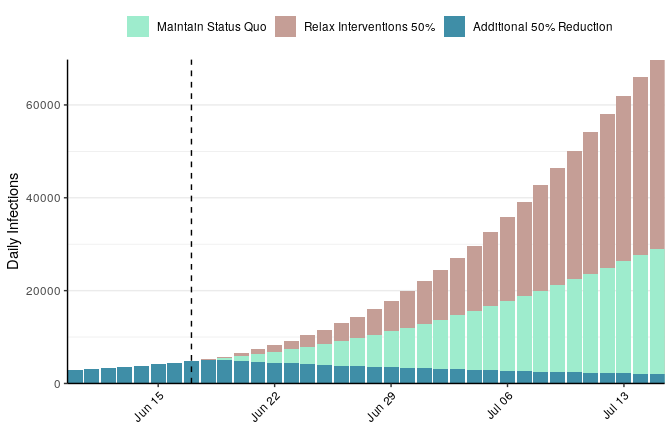 Maintain Status Quo Relax Interventions 50% Additional 50% Reduction
Daily Infections
60000
40000
20000
0
Jun 15 Jun 22 Jun 29 Jul 06 Jul 13